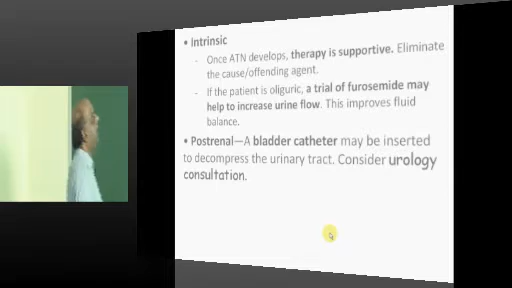 • Intrinsic
- Once ATN develops, therapy is supportive. Eliminate
the cause/offending agent.
- If the patient is oliguric, a trial of furosemide may
help to increase urine flow. This improves fluid
balance.
• Postrenal—A bladder catheter may be inserted
to decompress the urinary tract. Consider urology
consultation.